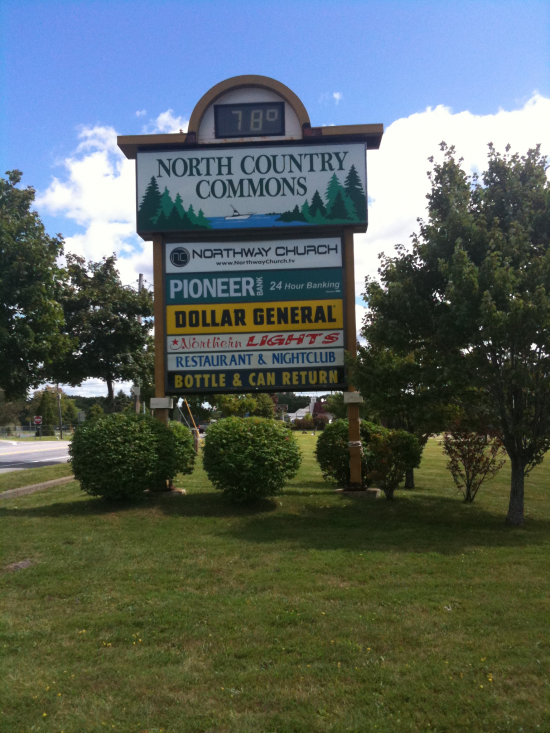 78°
NORTH COUNTRY
COMMONS
NORTHWAY CHURCH
www.NorthwayChurch.tv
PIONEER BANK 24 Hour Banking
DOLLAR GENERAL
Northern LIGHTS
RESTAURANT & NIGHTCLUB
BOTTLE & CAN RETURN